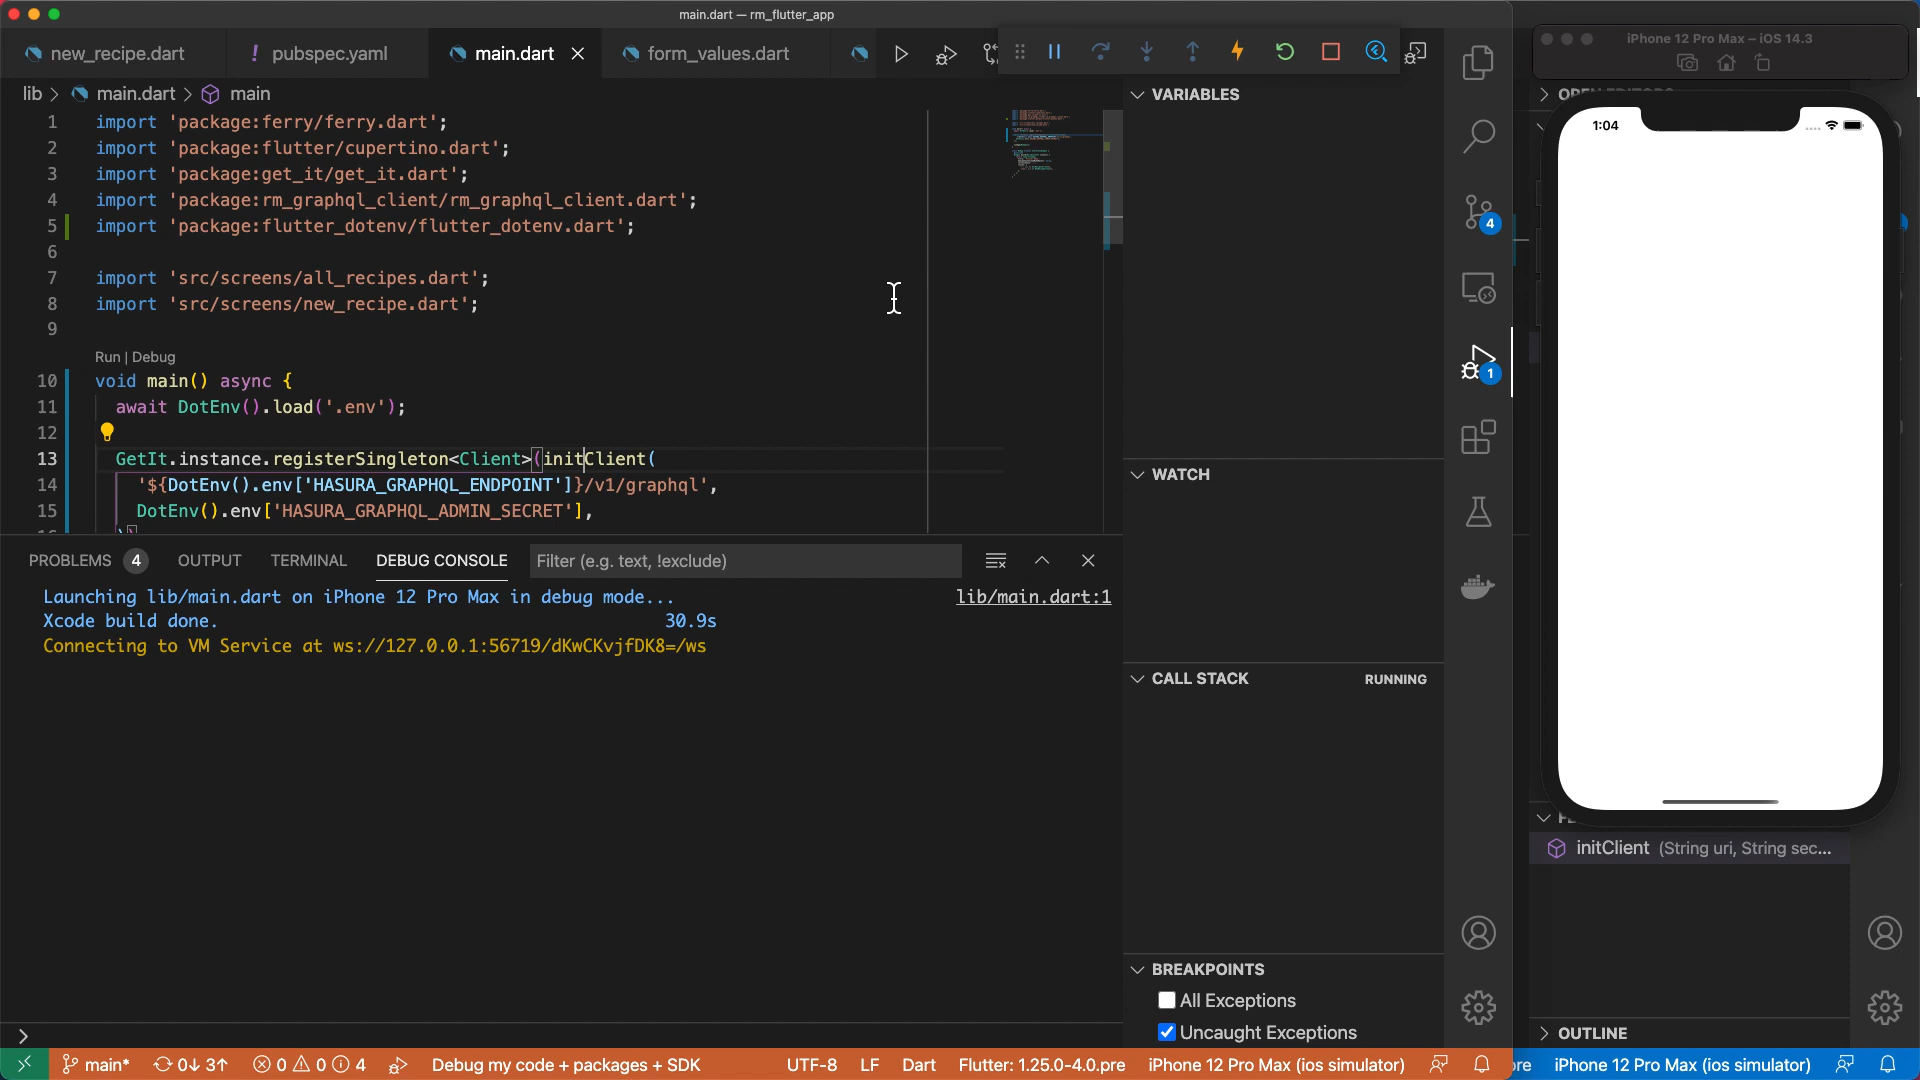 main.dart — rm_flutter_app
new_recipe.dart
! pubspec.yaml
main.dart
form_values.dart
lib > main.dart > main
1 import 'package:ferry/ferry.dart';
2 import 'package:flutter/cupertino.dart';
3 import 'package:get_it/get_it.dart';
4 import 'package:rm_graphql_client/rm_graphql_client.dart';
5 import 'package:flutter_dotenv/flutter_dotenv.dart';
6
7 import 'src/screens/all_recipes.dart';
8 import 'src/screens/new_recipe.dart';
9
Run | Debug
10 void main() async {
11 await DotEnv().load('.env');
12
13 GetIt.instance.registerSingleton<Client>(initClient(
14 '${DotEnv().env['HASURA_GRAPHQL_ENDPOINT']}/v1/graphql',
15 DotEnv().env['HASURA_GRAPHQL_ADMIN_SECRET'],
PROBLEMS 4 OUTPUT TERMINAL DEBUG CONSOLE Filter (e.g. text, !exclude)
Launching lib/main.dart on iPhone 12 Pro Max in debug mode... lib/main.dart:1
Xcode build done. 30.9s
Connecting to VM Service at ws://127.0.0.1:56719/dKwCKvjfDK8=/ws
VARIABLES
WATCH
CALL STACK RUNNING
BREAKPOINTS
All Exceptions
Uncaught Exceptions
4
1
iPhone 12 Pro Max – iOS 14.3
1:04
initClient (String uri, String sec...
OUTLINE
main* 0↓ 3↑ 0 0 4 Debug my code + packages + SDK UTF-8 LF Dart Flutter: 1.25.0-4.0.pre iPhone 12 Pro Max (ios simulator)
iPhone 12 Pro Max (ios simulator)